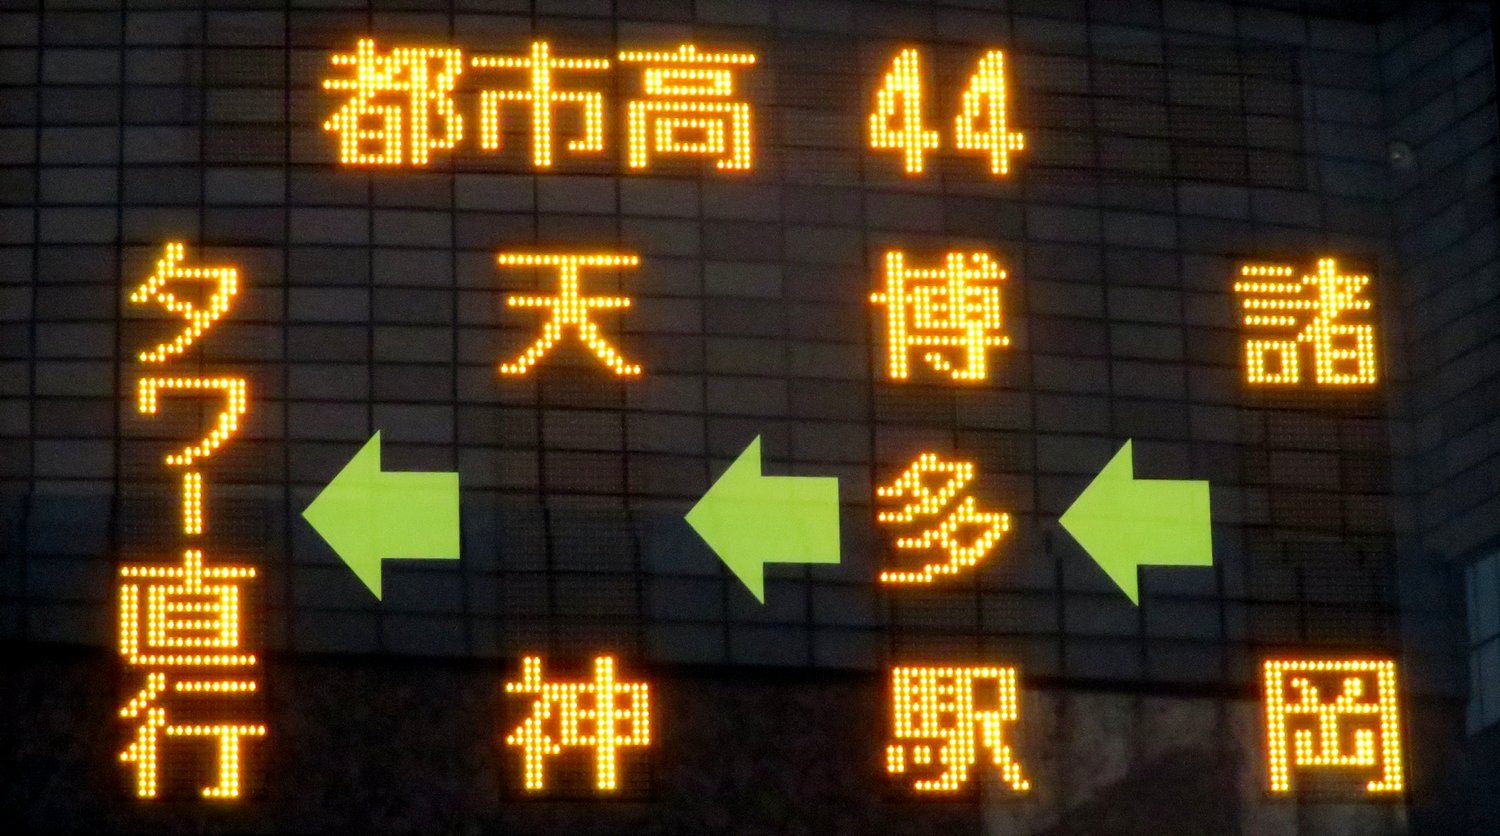 都市高 44
諸岡
博多駅
天神
タワー直行